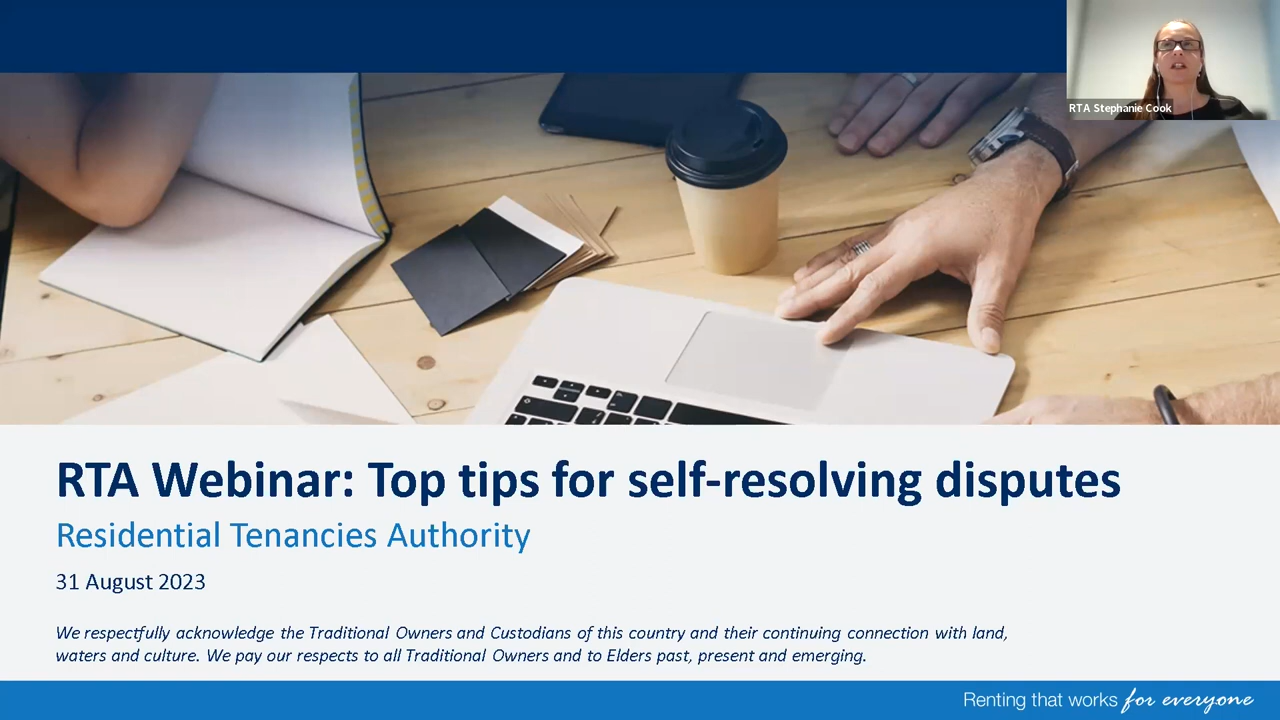 RTA Stephanie Cook
RTA Webinar: Top tips for self-resolving disputes
Residential Tenancies Authority
31 August 2023
We respectfully acknowledge the Traditional Owners and Custodians of this country and their continuing connection with land,
waters and culture. We pay our respects to all Traditional Owners and to Elders past, present and emerging.
Renting that works for everyone